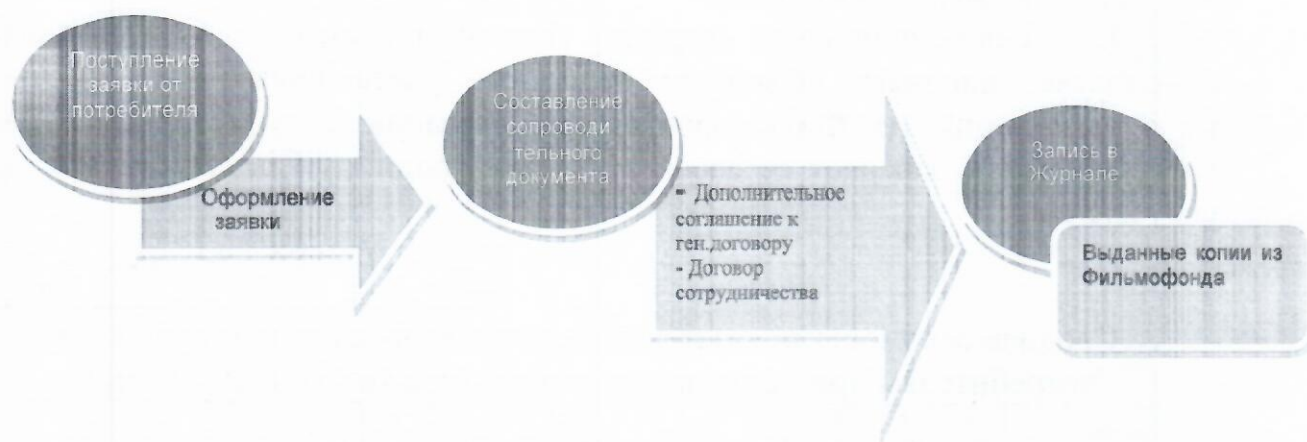 Поступление
заявки от
потребителя
Оформление
заявки
Составление
сопроводи
тельного
документа
- Дополнительное
соглашение к
ген.договору
- Договор
сотрудничества
Запись в
Журнале
Выданные копии из
Фильмофонда